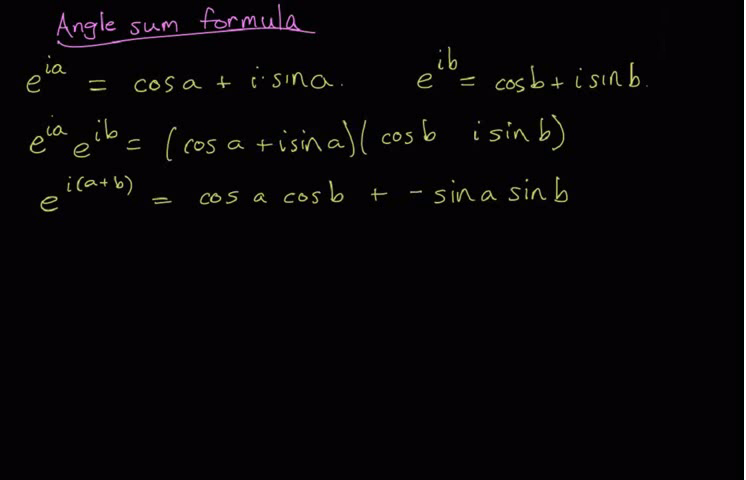 Angle sum formula
e^{ia} = cos a + i·sin a. e^{ib} = cos b + i sin b.
e^{ia} e^{ib} = (cos a + i sin a)(cos b i sin b)
e^{i(a+b)} = cos a cos b + - sin a sin b